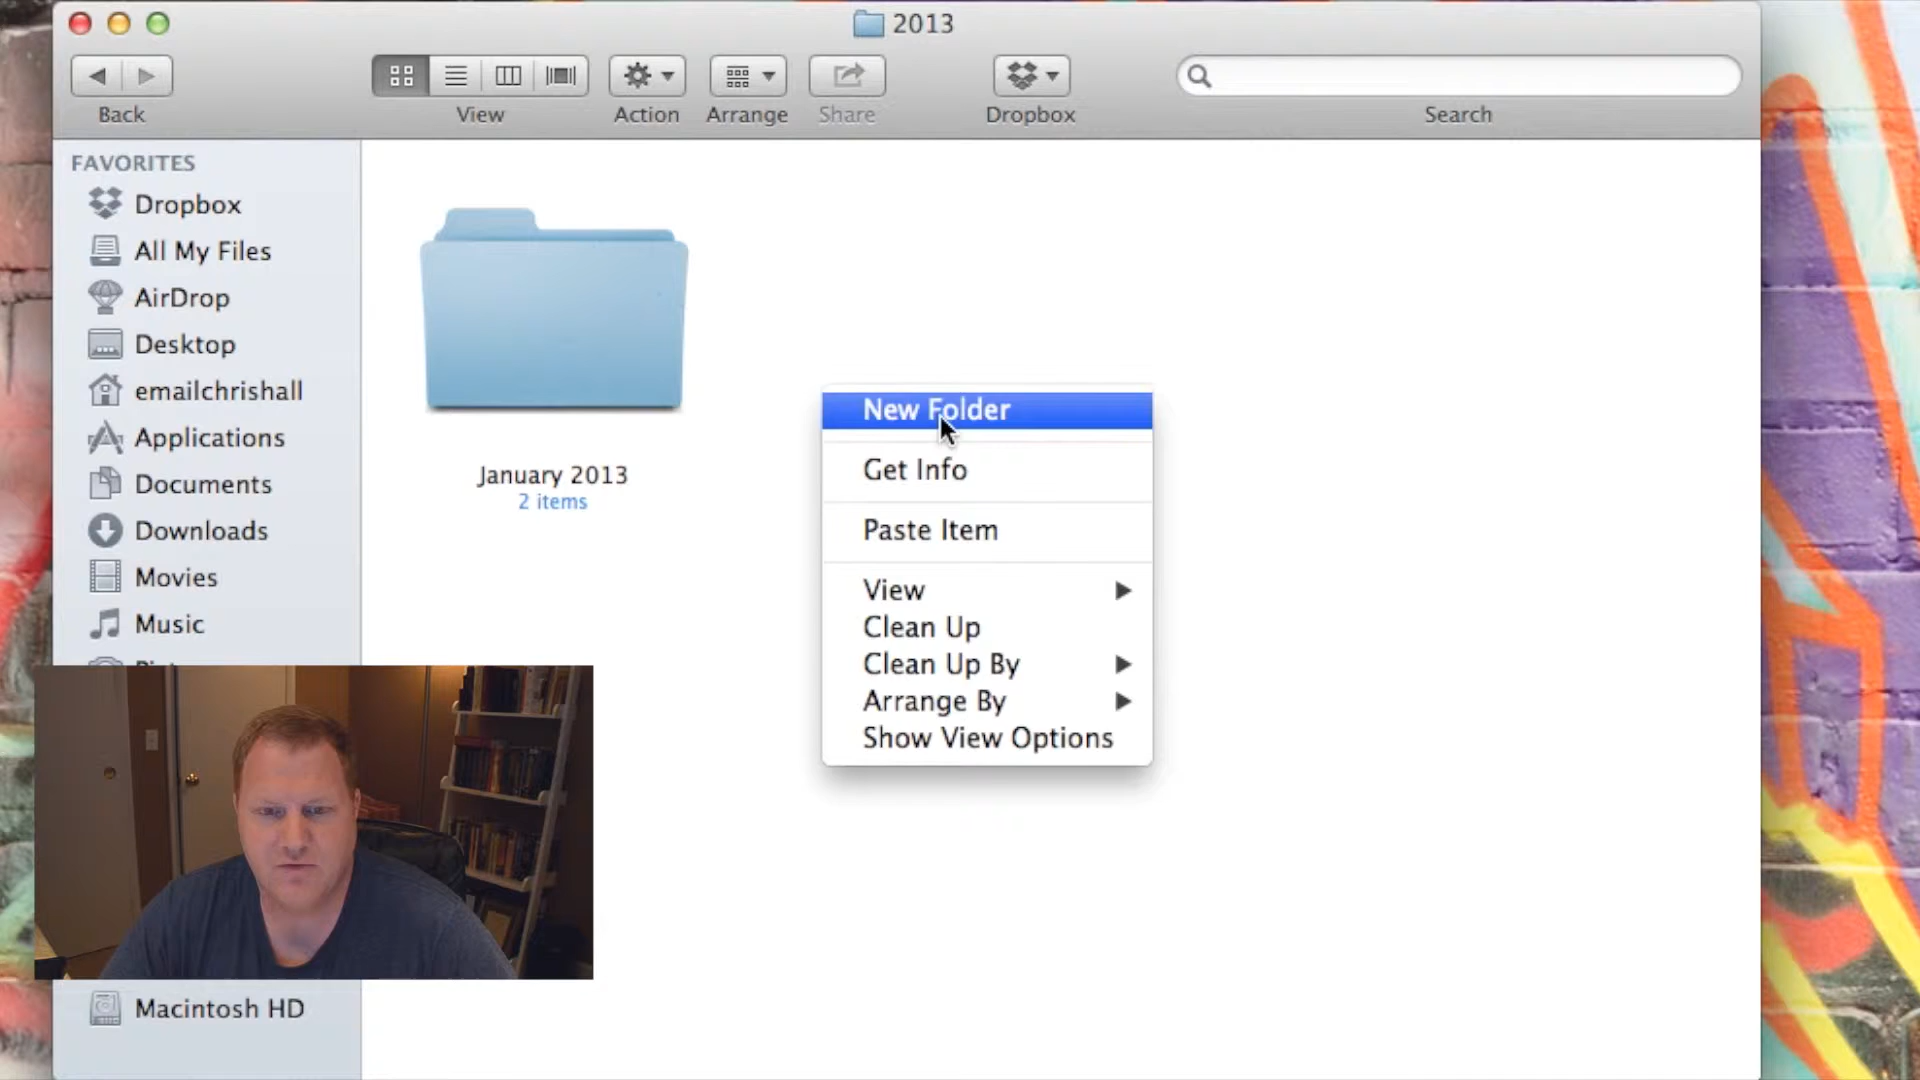 2013
Back
View
Action
Arrange
Share
Dropbox
Search
FAVORITES
Dropbox
All My Files
AirDrop
Desktop
emailchrishall
Applications
Documents
Downloads
Movies
Music
Macintosh HD
January 2013
2 items
New Folder
Get Info
Paste Item
View
Clean Up
Clean Up By
Arrange By
Show View Options